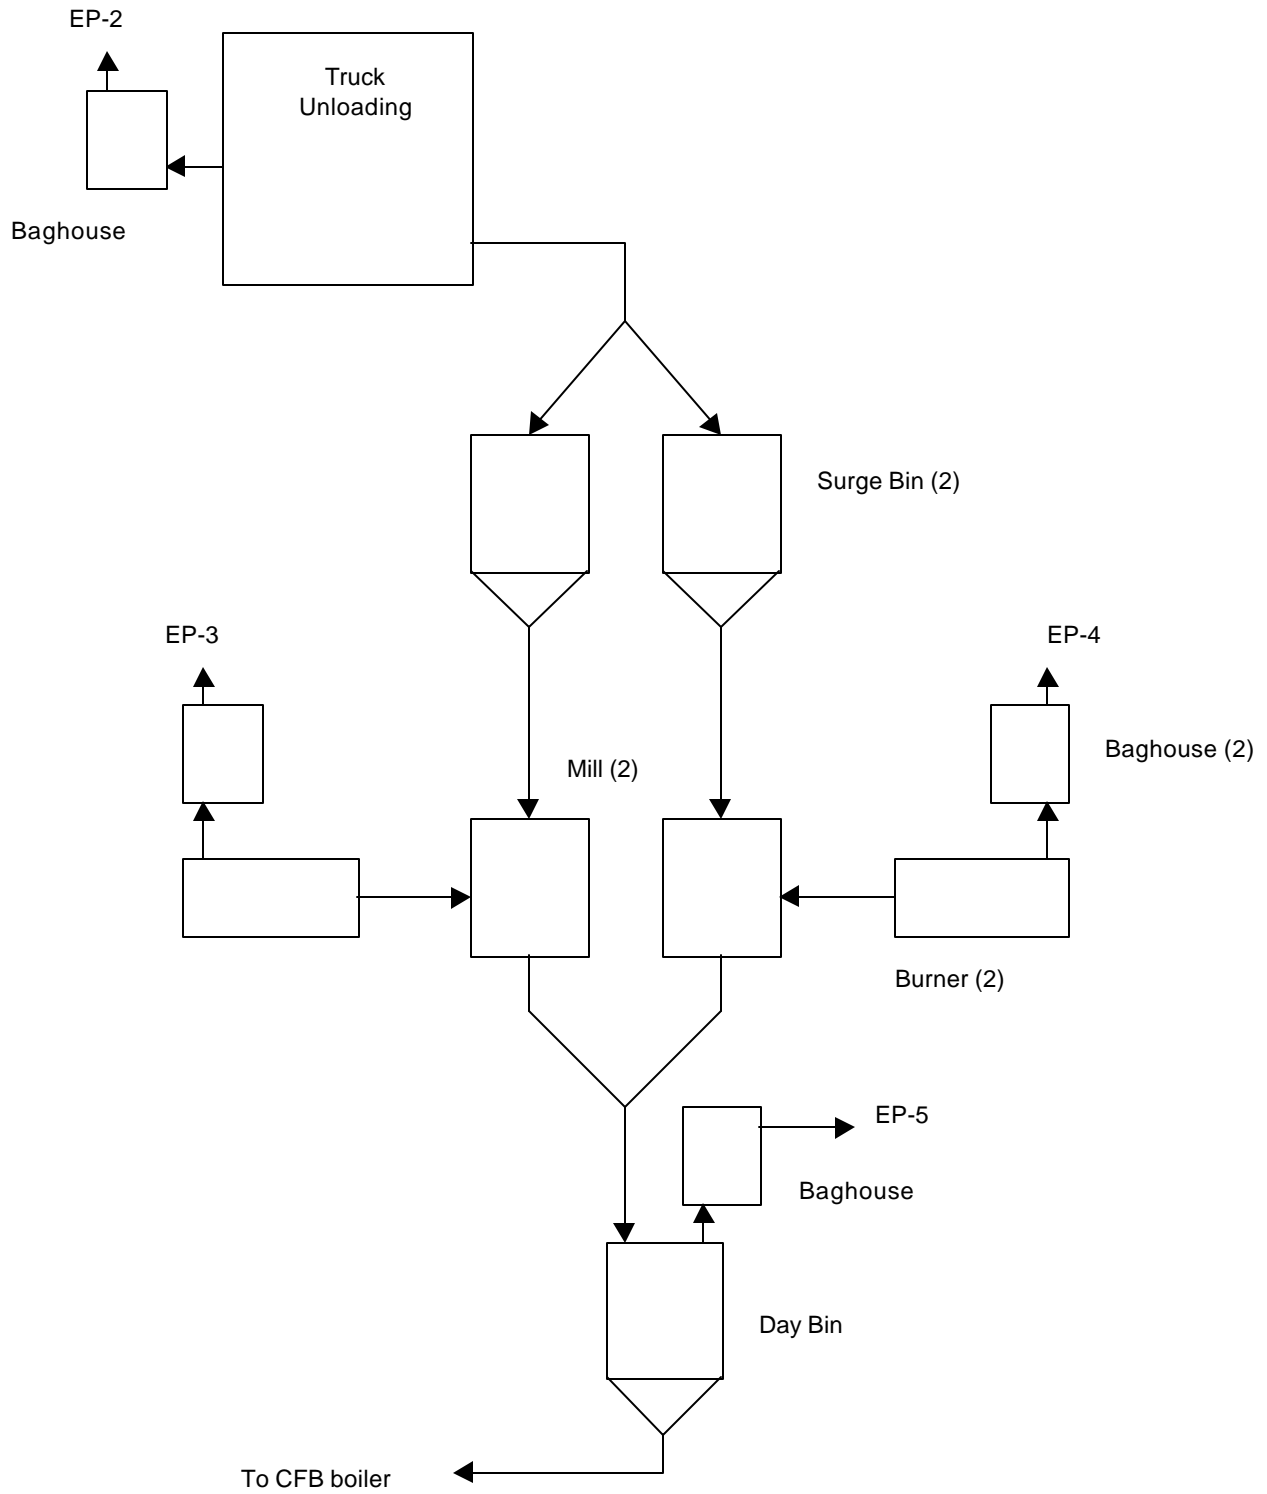 EP-2
Truck
Unloading
Baghouse
Surge Bin (2)
EP-3
EP-4
Baghouse (2)
Mill (2)
Burner (2)
EP-5
Baghouse
Day Bin
To CFB boiler